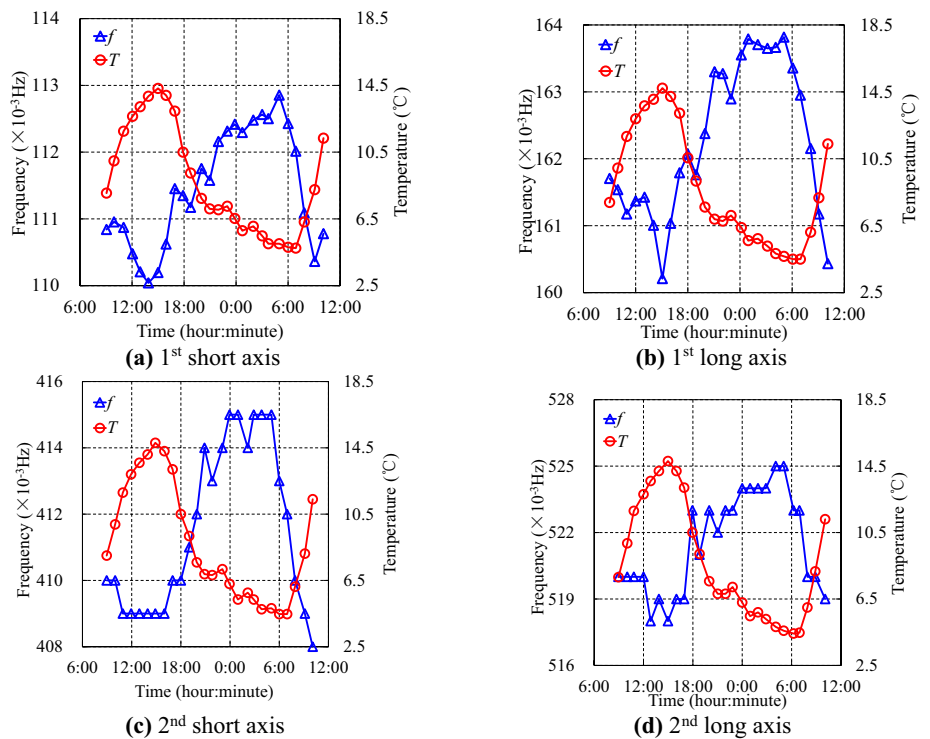 114
113
112
111
110
Frequency (×10⁻³Hz)
f
T
18.5
14.5
10.5
6.5
2.5
Temperature (℃)
6:00 12:00 18:00 0:00 6:00 12:00
Time (hour:minute)
(a) 1st short axis
164
163
162
161
160
Frequency (×10⁻³Hz)
f
T
18.5
14.5
10.5
6.5
2.5
Temperature (℃)
6:00 12:00 18:00 0:00 6:00 12:00
Time (hour:minute)
(b) 1st long axis
416
414
412
410
408
Frequency (×10⁻³Hz)
f
T
18.5
14.5
10.5
6.5
2.5
Temperature (℃)
6:00 12:00 18:00 0:00 6:00 12:00
Time (hour:minute)
(c) 2nd short axis
528
525
522
519
516
Frequency (×10⁻³Hz)
f
T
18.5
14.5
10.5
6.5
2.5
Temperature (℃)
6:00 12:00 18:00 0:00 6:00 12:00
Time (hour:minute)
(d) 2nd long axis